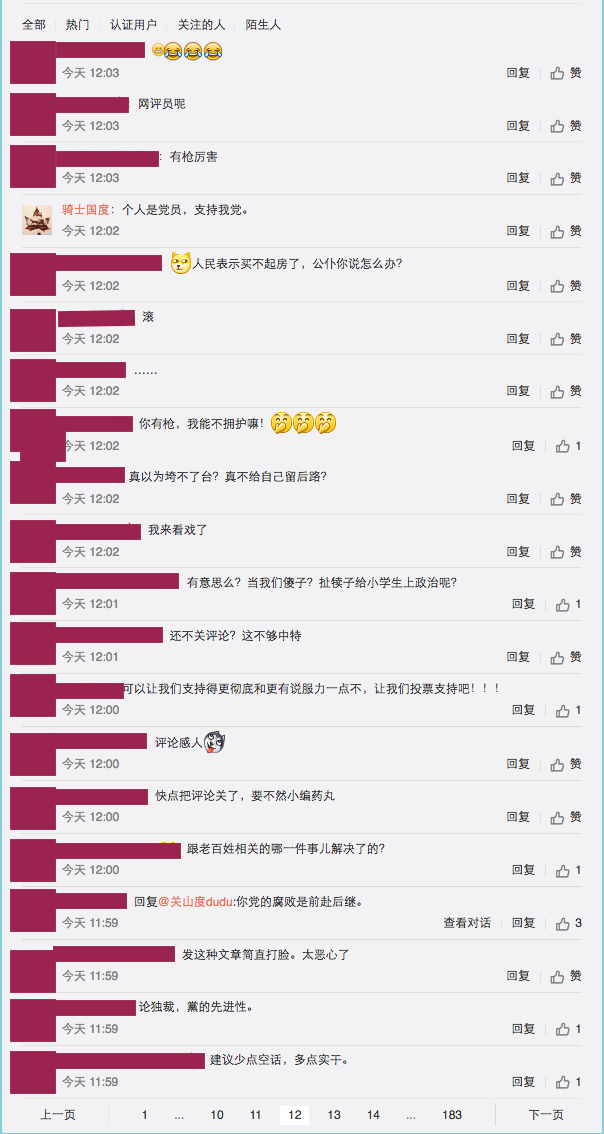 全部 热门 认证用户 关注的人 陌生人
今天 12:03 回复 赞
网评员呢
今天 12:03 回复 赞
：有枪厉害
今天 12:03 回复 赞
骑士国度：个人是党员，支持我党。
今天 12:02 回复 赞
人民表示买不起房了，公仆你说怎么办？
今天 12:02 回复 赞
滚
今天 12:02 回复 赞
……
今天 12:02 回复 赞
你有枪，我能不拥护嘛！
今天 12:02 回复 1
真以为垮不了台？真不给自己留后路？
今天 12:02 回复 赞
我来看戏了
今天 12:02 回复 赞
有意思么？当我们傻子？扯犊子给小学生上政治呢？
今天 12:01 回复 1
还不关评论？这不够中特
今天 12:01 回复 赞
可以让我们支持得更彻底和更有说服力一点不，让我们投票支持吧！！！
今天 12:00 回复 1
评论感人
今天 12:00 回复 赞
快点把评论关了，要不然小编药丸
今天 12:00 回复 赞
跟老百姓相关的哪一件事儿解决了的？
今天 12:00 回复 1
回复@关山度dudu:你党的腐败是前赴后继。
今天 11:59 查看对话 回复 3
发这种文章简直打脸。太恶心了
今天 11:59 回复 赞
论独裁，黨的先进性。
今天 11:59 回复 1
建议少点空话，多点实干。
今天 11:59 回复 1
上一页 1 ... 10 11 12 13 14 ... 183 下一页